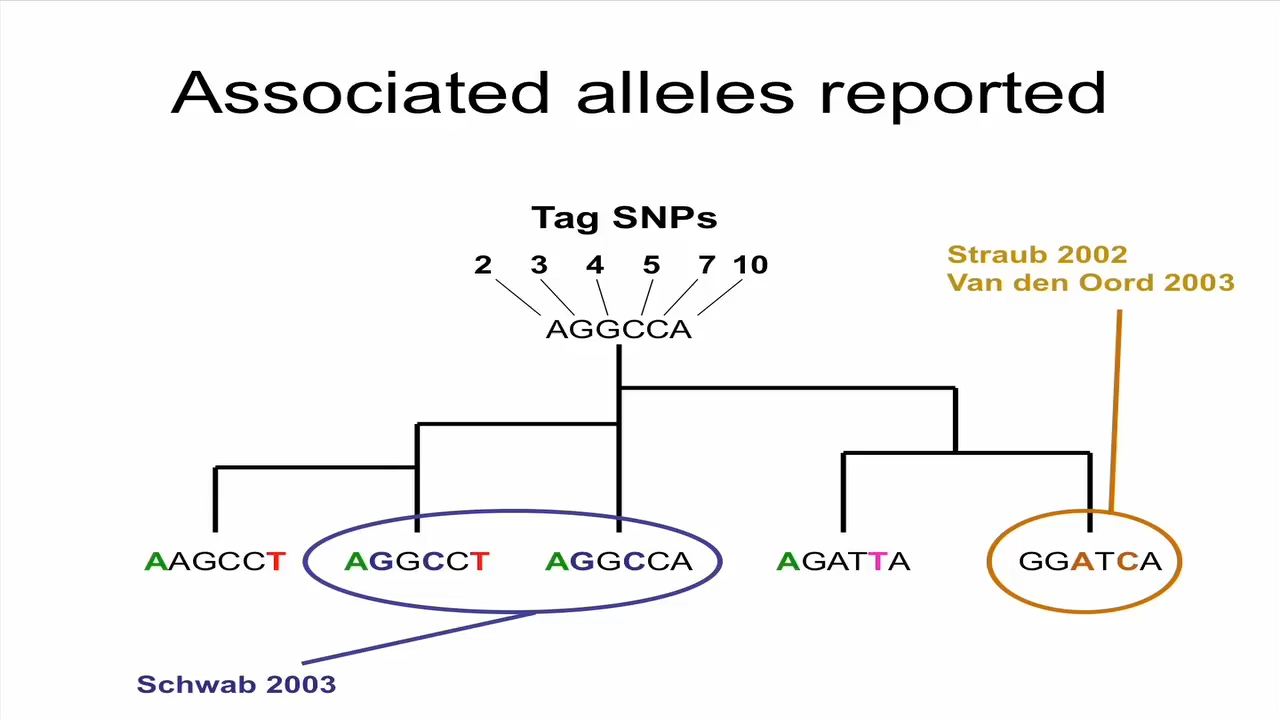 Associated alleles reported
Tag SNPs
2 3 4 5 7 10
AGGCCA
Straub 2002
Van den Oord 2003
AAGCCT AGGCCT AGGCCA AGATTA GGATCA
Schwab 2003